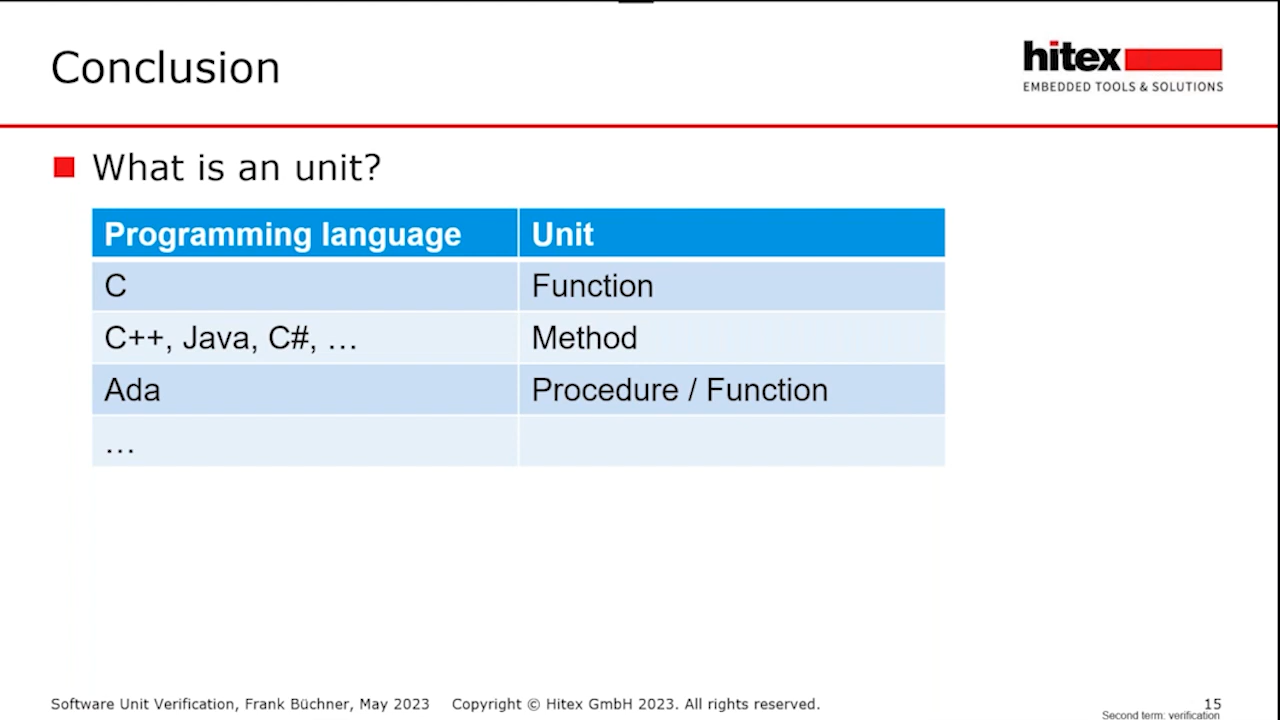 Conclusion
hitex
EMBEDDED TOOLS & SOLUTIONS
What is an unit?
Programming language Unit
C Function
C++, Java, C#, … Method
Ada Procedure / Function
…
Software Unit Verification, Frank Büchner, May 2023 Copyright © Hitex GmbH 2023. All rights reserved. 15
Second term: verification